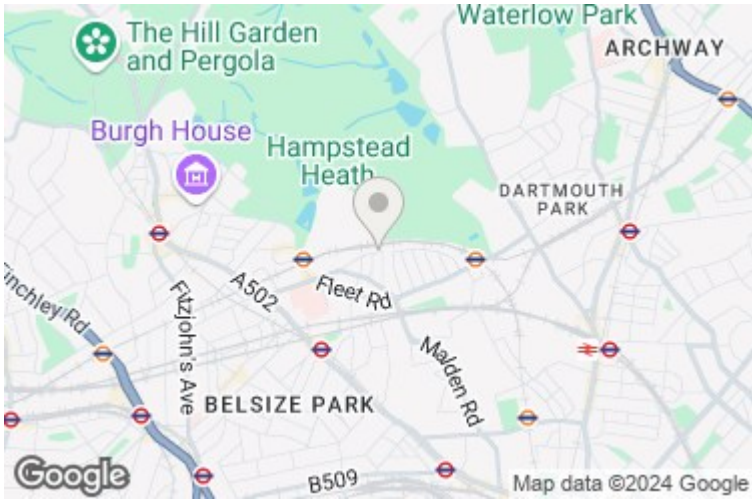 Waterlow Park
The Hill Garden
and Pergola
ARCHWAY
Burgh House
Hampstead
Heath
DARTMOUTH
PARK
A502
Fleet Rd
Finchley Rd
Fitzjohn's Ave
Malden Rd
BELSIZE PARK
B509
Google
Map data ©2024 Google